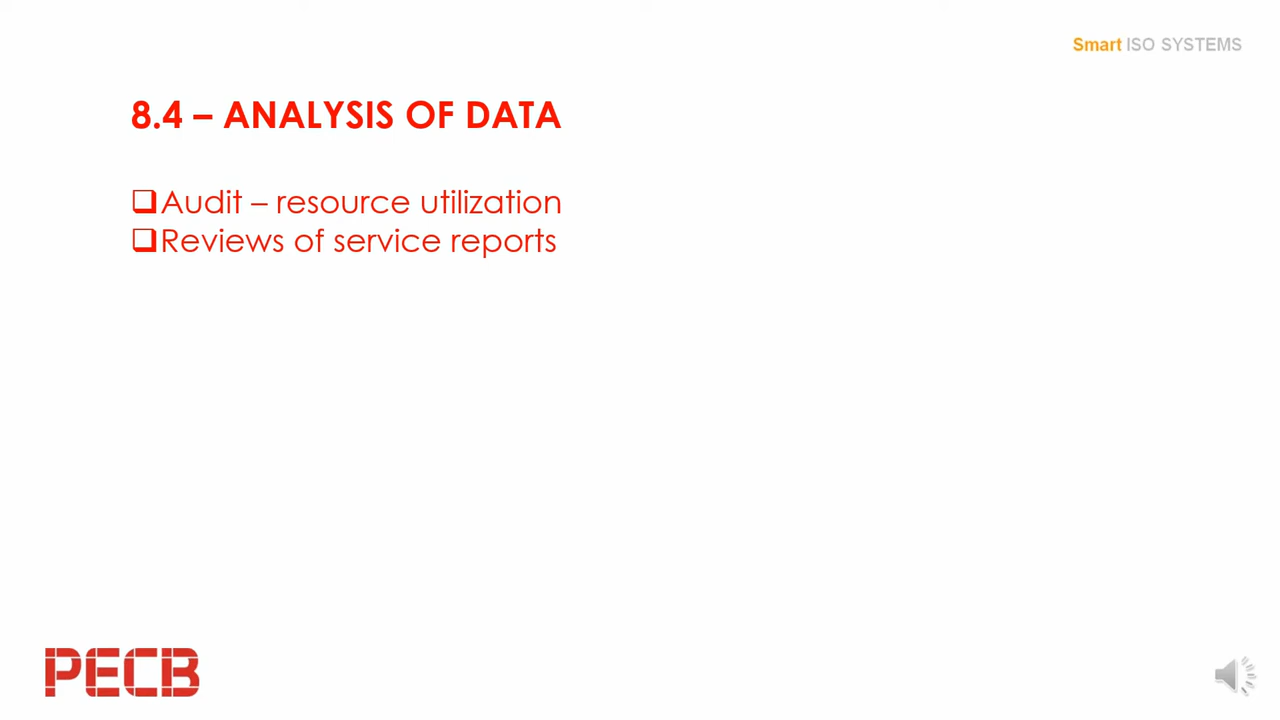 Smart ISO SYSTEMS
8.4 – ANALYSIS OF DATA
❑Audit – resource utilization
❑Reviews of service reports
PECB